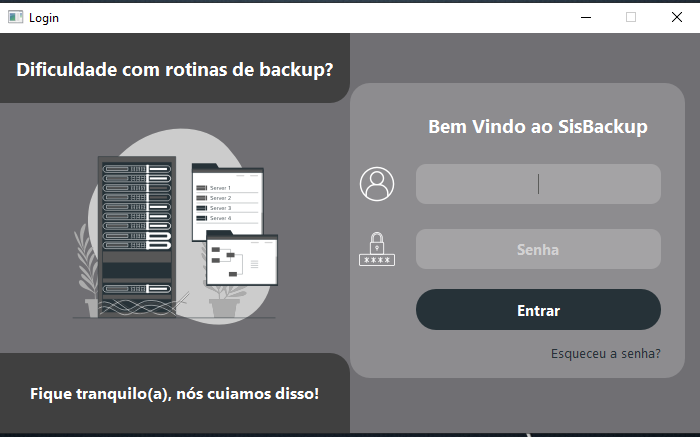 Login
Dificuldade com rotinas de backup?
Server 1
Server 2
Server 3
Server 4
Fique tranquilo(a), nós cuiamos disso!
Bem Vindo ao SisBackup
Senha
Entrar
Esqueceu a senha?